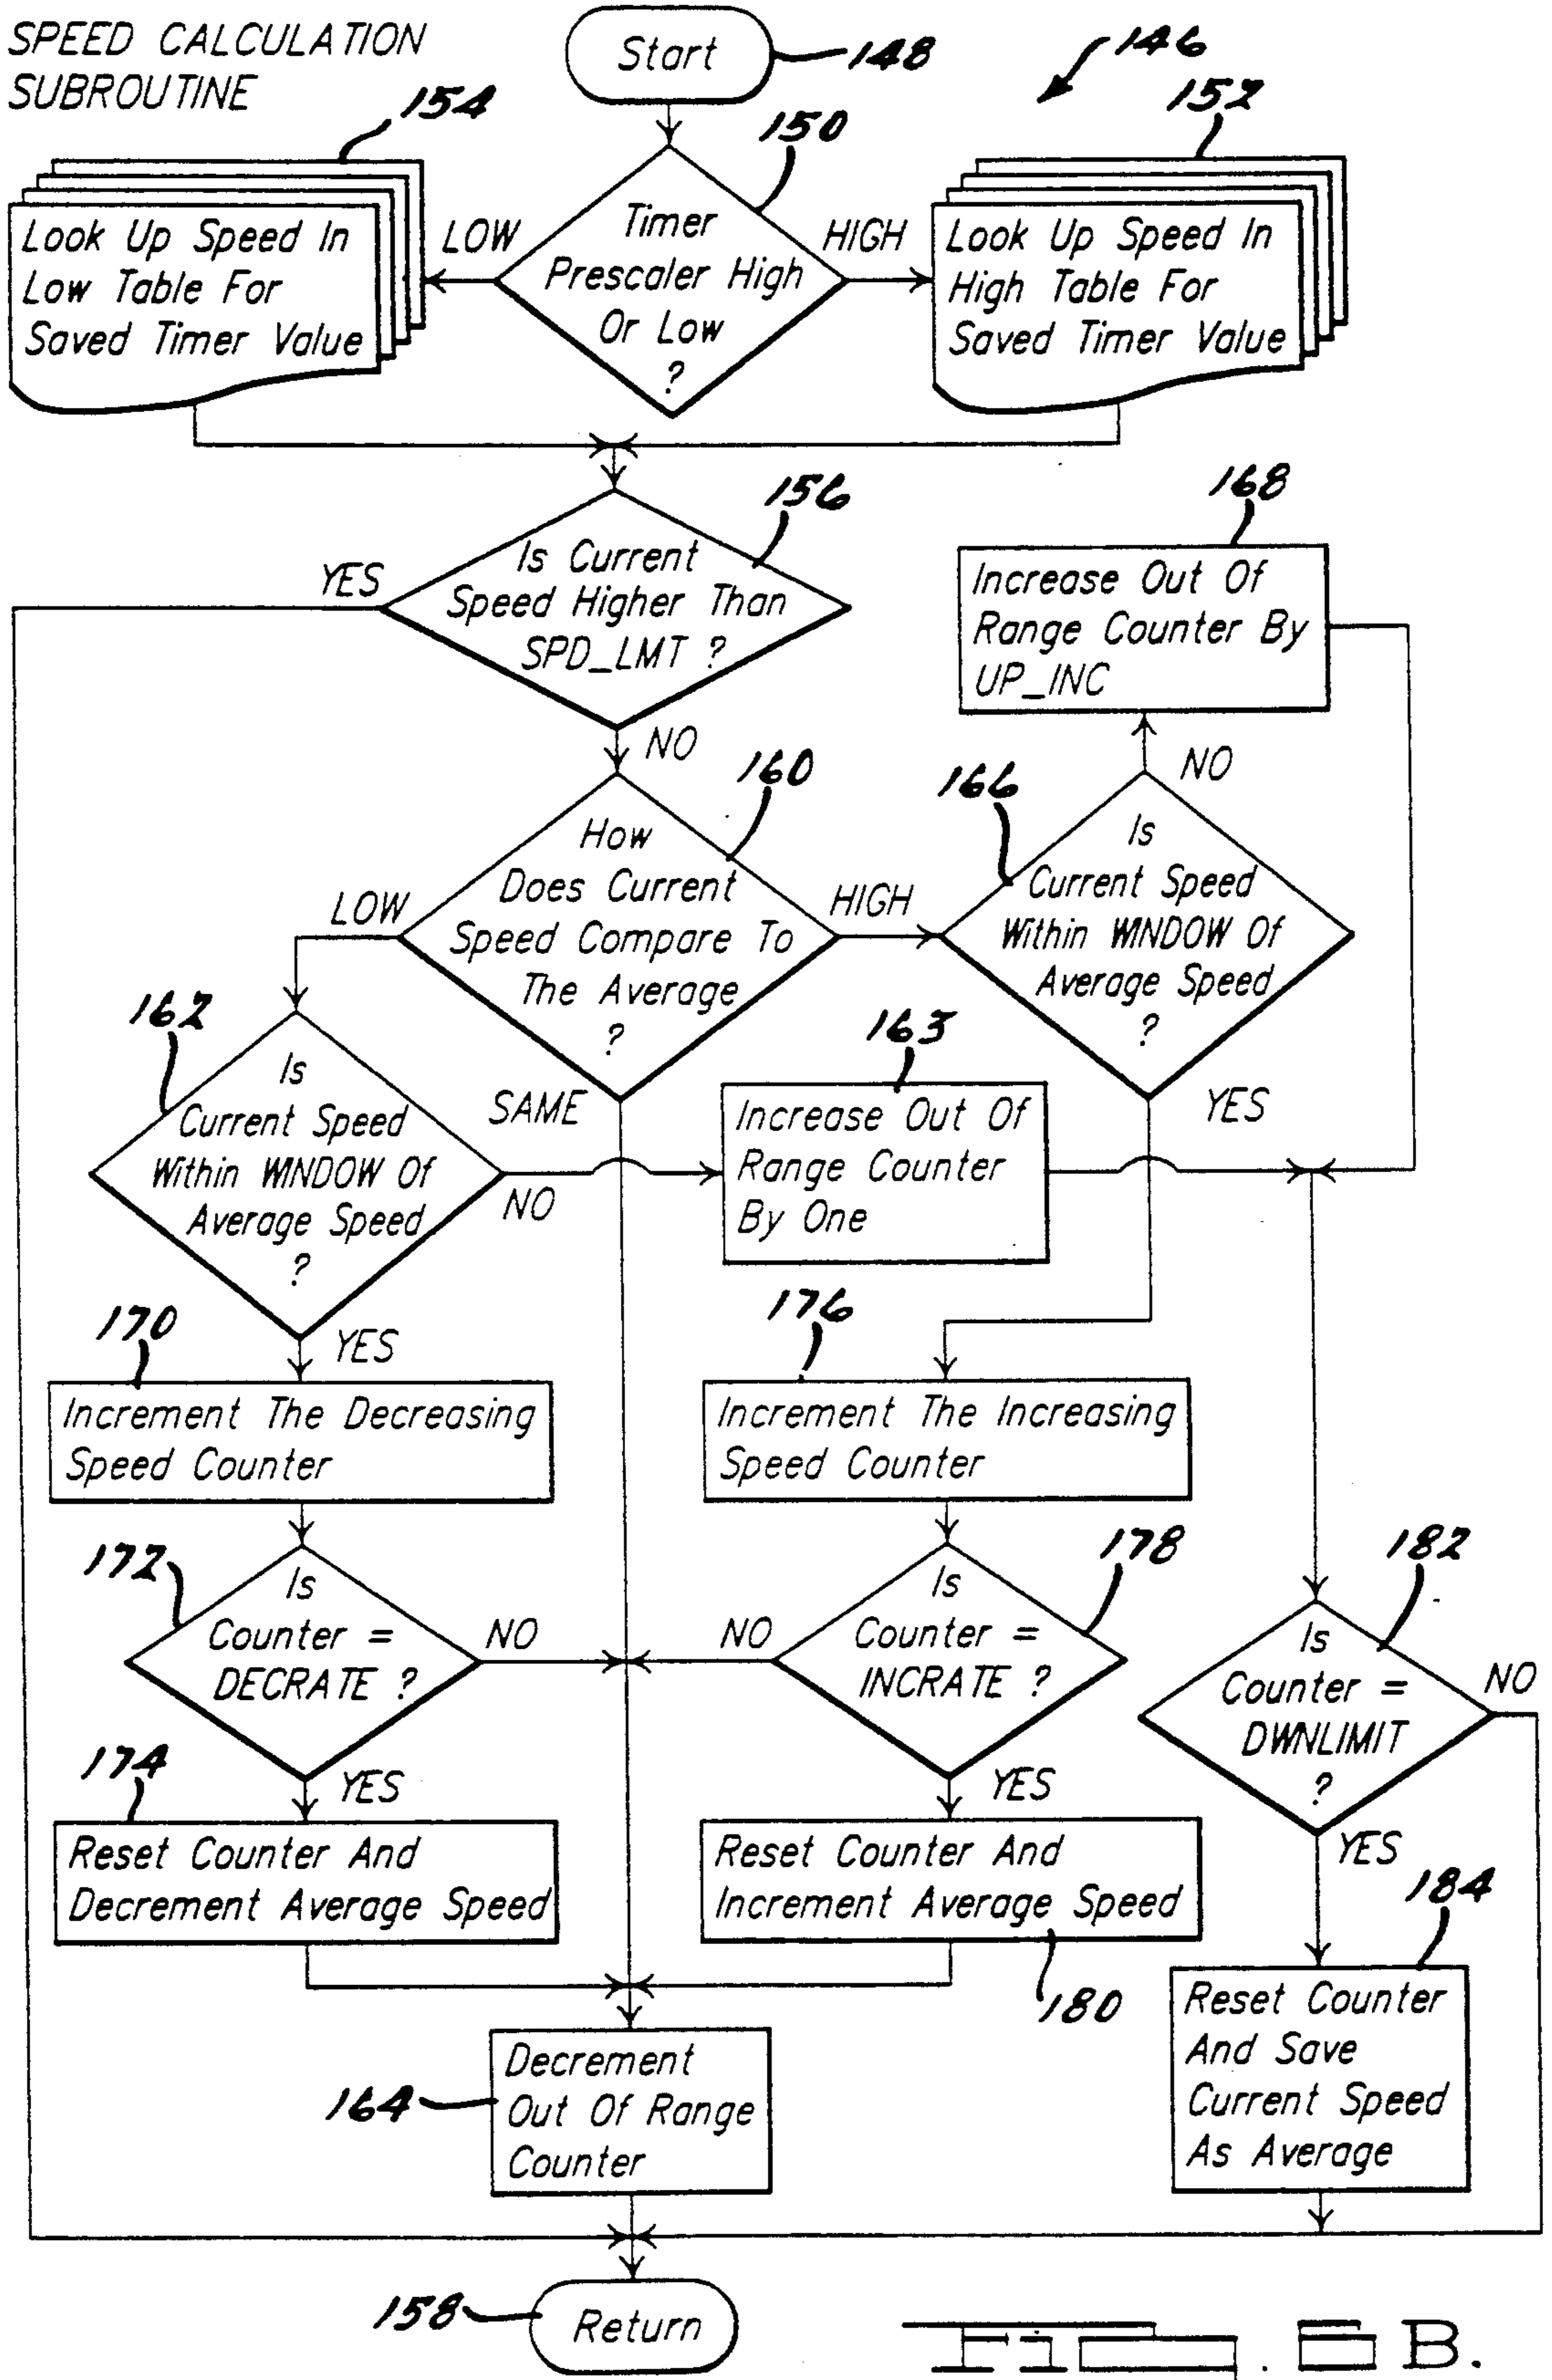 SPEED CALCULATION
SUBROUTINE
Start
148
146
154
150
152
Look Up Speed In
Low Table For
Saved Timer Value
LOW
Timer
Prescaler High
Or Low
?
HIGH
Look Up Speed In
High Table For
Saved Timer Value
156
Is Current
Speed Higher Than
SPD_LMT ?
YES
NO
168
Increase Out Of
Range Counter By
UP_INC
NO
160
How
Does Current
Speed Compare To
The Average
?
LOW
HIGH
SAME
166
Is
Current Speed
Within WINDOW Of
Average Speed
?
YES
162
Is
Current Speed
Within WINDOW Of
Average Speed
?
NO
YES
163
Increase Out Of
Range Counter
By One
170
Increment The Decreasing
Speed Counter
176
Increment The Increasing
Speed Counter
172
Is
Counter =
DECRATE ?
NO
YES
178
Is
Counter =
INCRATE ?
NO
YES
182
Is
Counter =
DWNLIMIT
?
NO
YES
174
Reset Counter And
Decrement Average Speed
Reset Counter And
Increment Average Speed
180
184
Reset Counter
And Save
Current Speed
As Average
164
Decrement
Out Of Range
Counter
158
Return